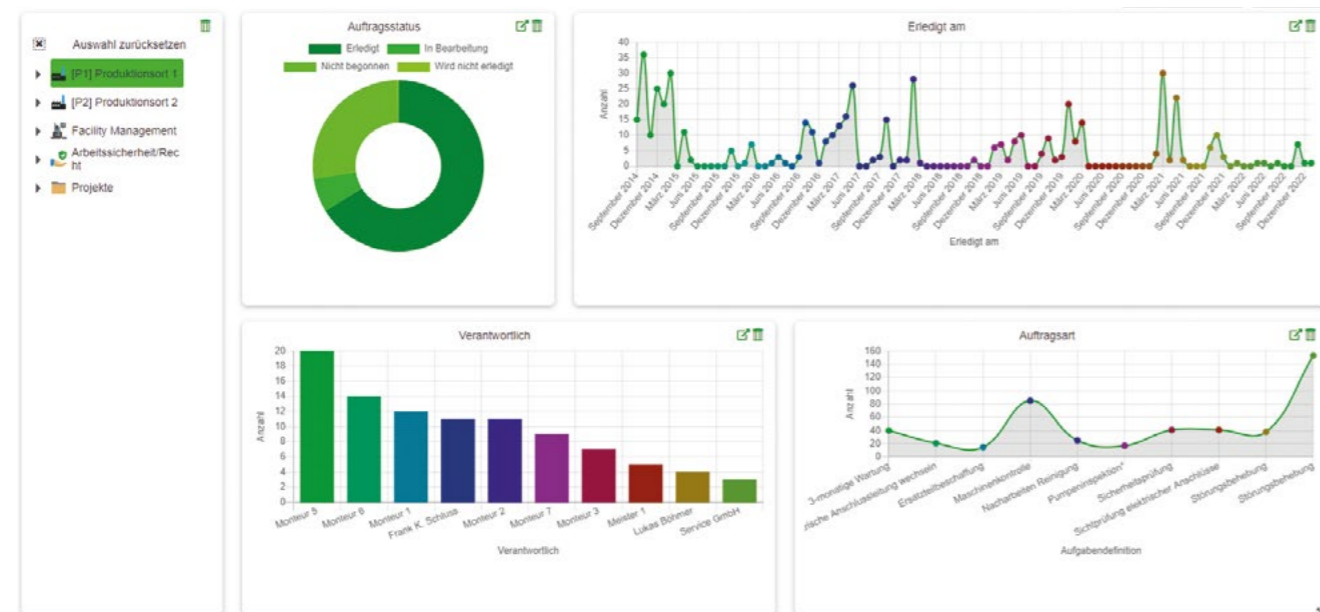 Auswahl zurücksetzen
[P1] Produktionsort 1
[P2] Produktionsort 2
Facility Management
Arbeitssicherheit/Rec
ht
Projekte
Auftragsstatus
Erledigt
In Bearbeitung
Nicht begonnen
Wird nicht erledigt
Erledigt am
Anzahl
40
35
30
25
20
15
10
5
0
September 2014
Dezember 2014
März 2015
Juni 2015
September 2015
Dezember 2015
März 2016
Juni 2016
September 2016
Dezember 2016
März 2017
Juni 2017
September 2017
Dezember 2017
März 2018
Juni 2018
September 2018
Dezember 2018
März 2019
Juni 2019
September 2019
Dezember 2019
März 2020
Juni 2020
September 2020
Dezember 2020
März 2021
Juni 2021
September 2021
Dezember 2021
März 2022
Juni 2022
September 2022
Dezember 2022
Erledigt am
Verantwortlich
Anzahl
20
18
16
14
12
10
8
6
4
2
0
Monteur 5
Monteur 6
Monteur 1
Frank K. Schlusa
Monteur 2
Monteur 7
Monteur 3
Meister 1
Lukas Böhmer
Service GmbH
Verantwortlich
Auftragsart
Anzahl
160
140
120
100
80
60
40
20
0
3-monatige Wartung
rische Anschlussleitung wechseln
Ersatzteilbeschaffung
Maschinenkontrolle
Nacharbeiten Reinigung
Pumpeninspektion*
Sicherheitsprüfung
Sichtprüfung elektrischer Anschlüsse
Störungsbehebung
Störungsbehebung
Aufgabendefinition